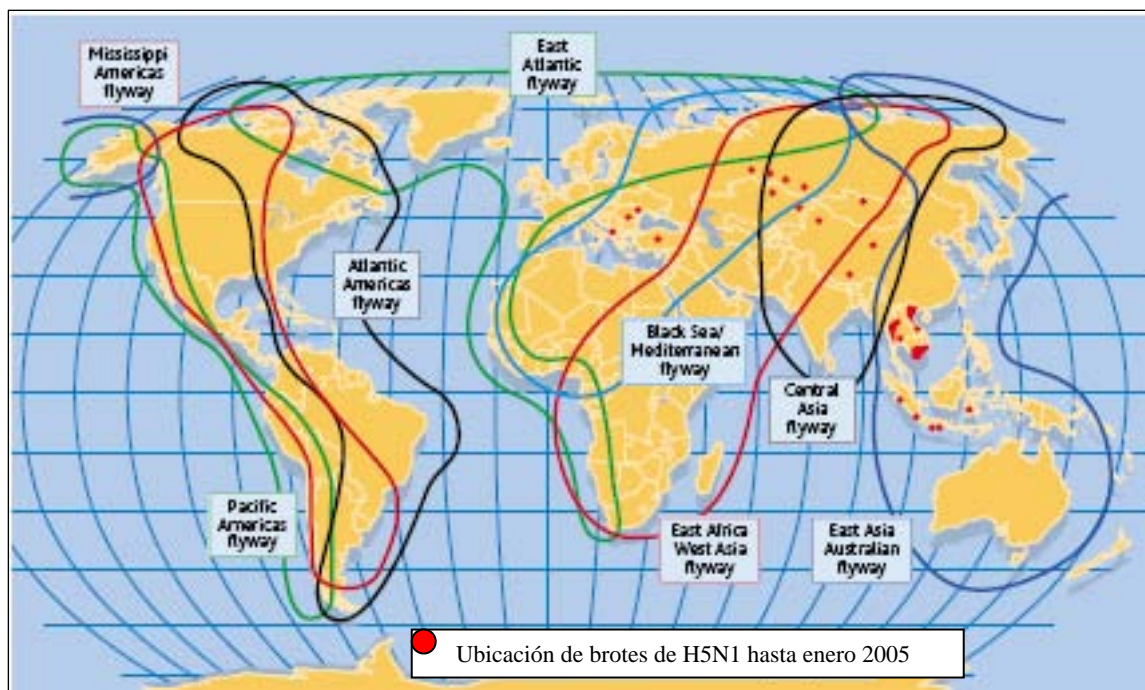 Mississippi
Americas
flyway
East
Atlantic
flyway
Atlantic
Americas
flyway
Black Sea/
Mediterranean
flyway
Central
Asia
flyway
Pacific
Americas
flyway
East Africa
West Asia
flyway
East Asia
Australian
flyway
Ubicación de brotes de H5N1 hasta enero 2005